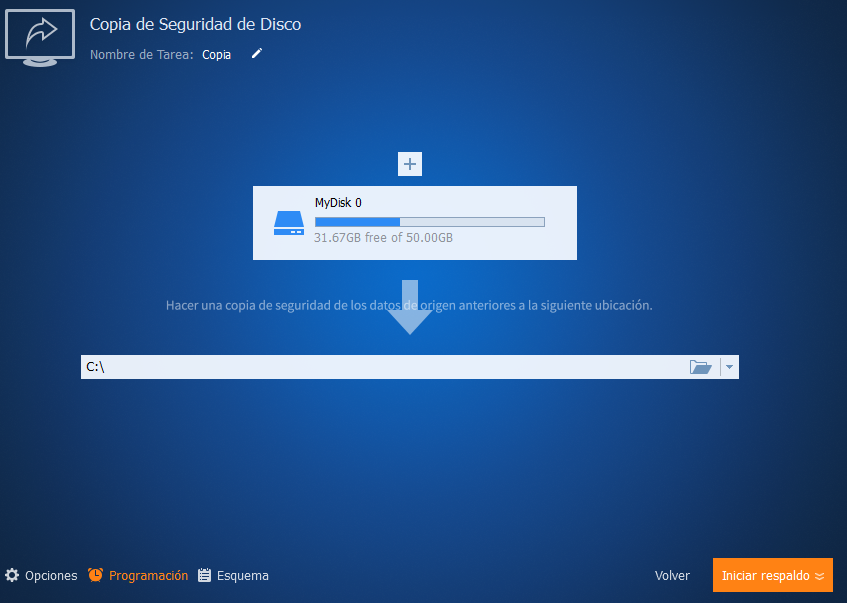 Copia de Seguridad de Disco
Nombre de Tarea: Copia
MyDisk 0
31.67GB free of 50.00GB
Hacer una copia de seguridad de los datos de origen anteriores a la siguiente ubicación.
C:\
Opciones Programación Esquema Volver Iniciar respaldo